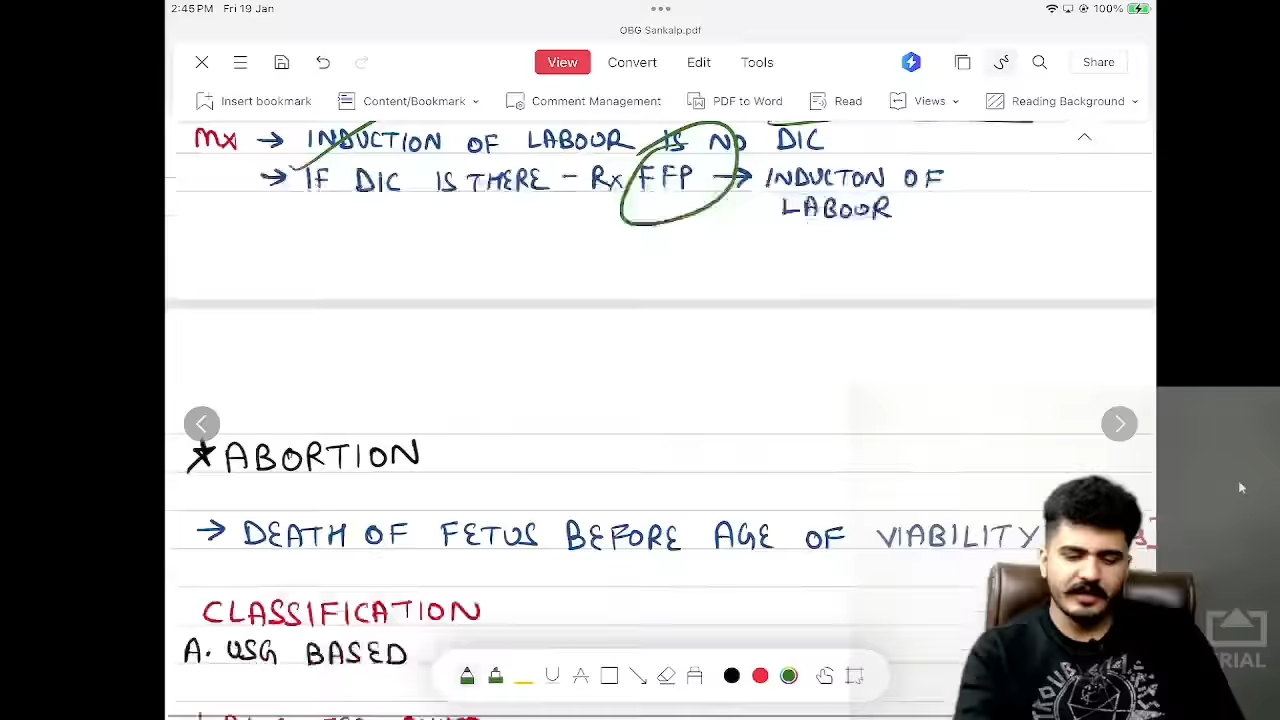 2:45PM Fri 19 Jan
100%
OBG Sankalp.pdf
View Convert Edit Tools Share
Insert bookmark Content/Bookmark Comment Management PDF to Word Read Views Reading Background
Mx → INDUCTION OF LABOUR IS NO DIC
→ IF DIC IS THERE - Rx FFP → INDUCTON OF
LABOUR
★ ABORTION
→ DEATH OF FETUS BEFORE AGE OF VIABILITY
CLASSIFICATION
A. USG BASED